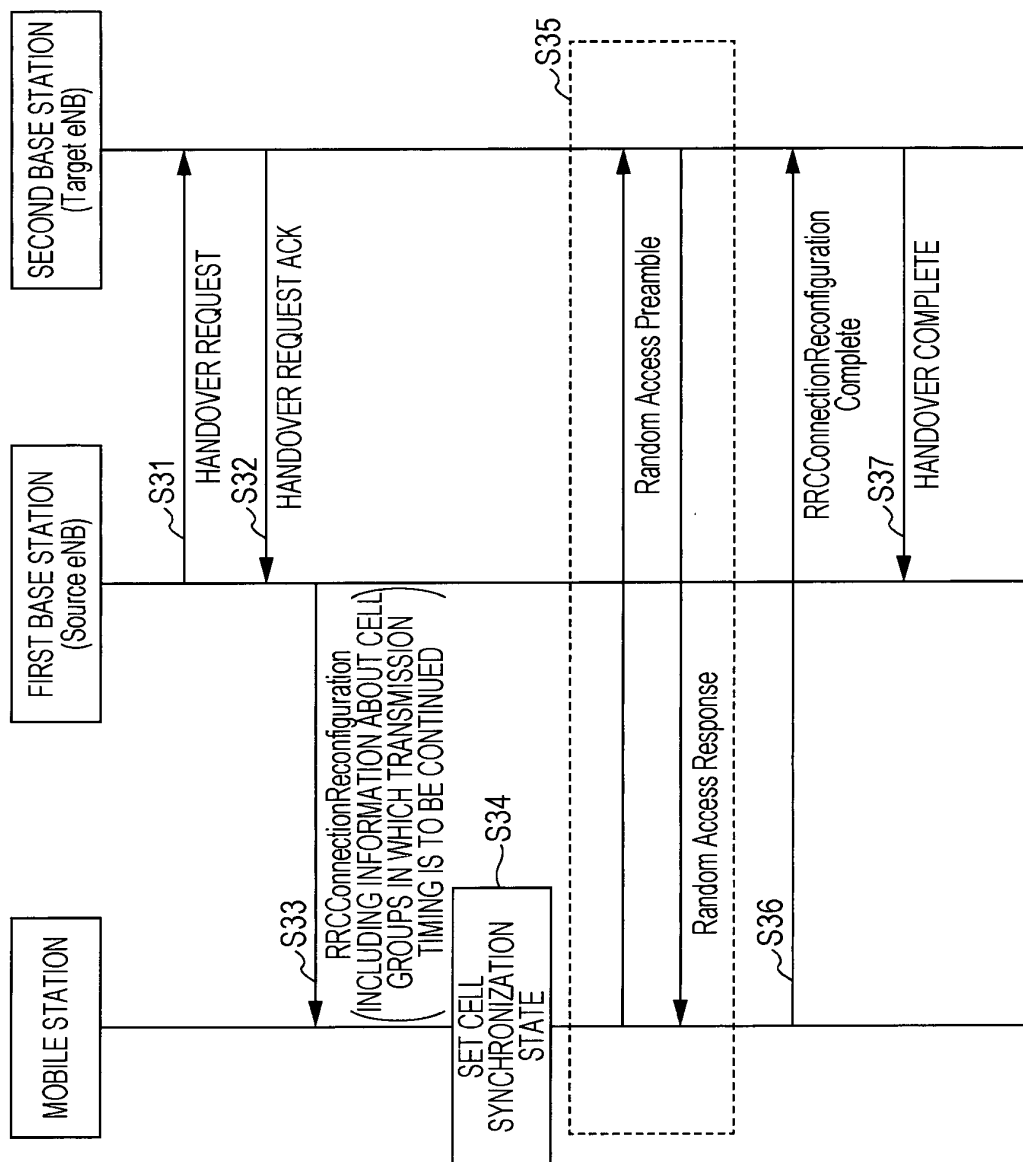 MOBILE STATION
FIRST BASE STATION
(Source eNB)
SECOND BASE STATION
(Target eNB)
S31
HANDOVER REQUEST
S32
HANDOVER REQUEST ACK
S33
RRCConnectionReconfiguration
(INCLUDING INFORMATION ABOUT CELL
GROUPS IN WHICH TRANSMISSION
TIMING IS TO BE CONTINUED)
S34
SET CELL
SYNCHRONIZATION
STATE
S35
Random Access Preamble
Random Access Response
S36
RRCConnectionReconfiguration
Complete
S37
HANDOVER COMPLETE